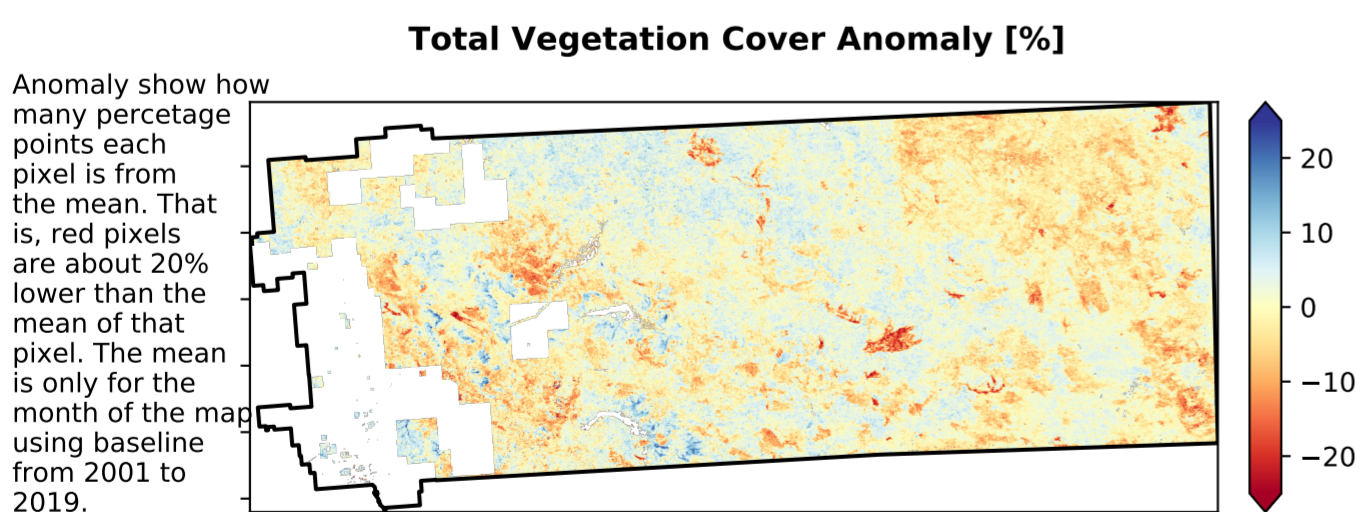 Total Vegetation Cover Anomaly [%]
Anomaly show how
many percetage
points each
pixel is from
the mean. That
is, red pixels
are about 20%
lower than the
mean of that
pixel. The mean
is only for the
month of the map
using baseline
from 2001 to
2019.
20
10
0
−10
−20